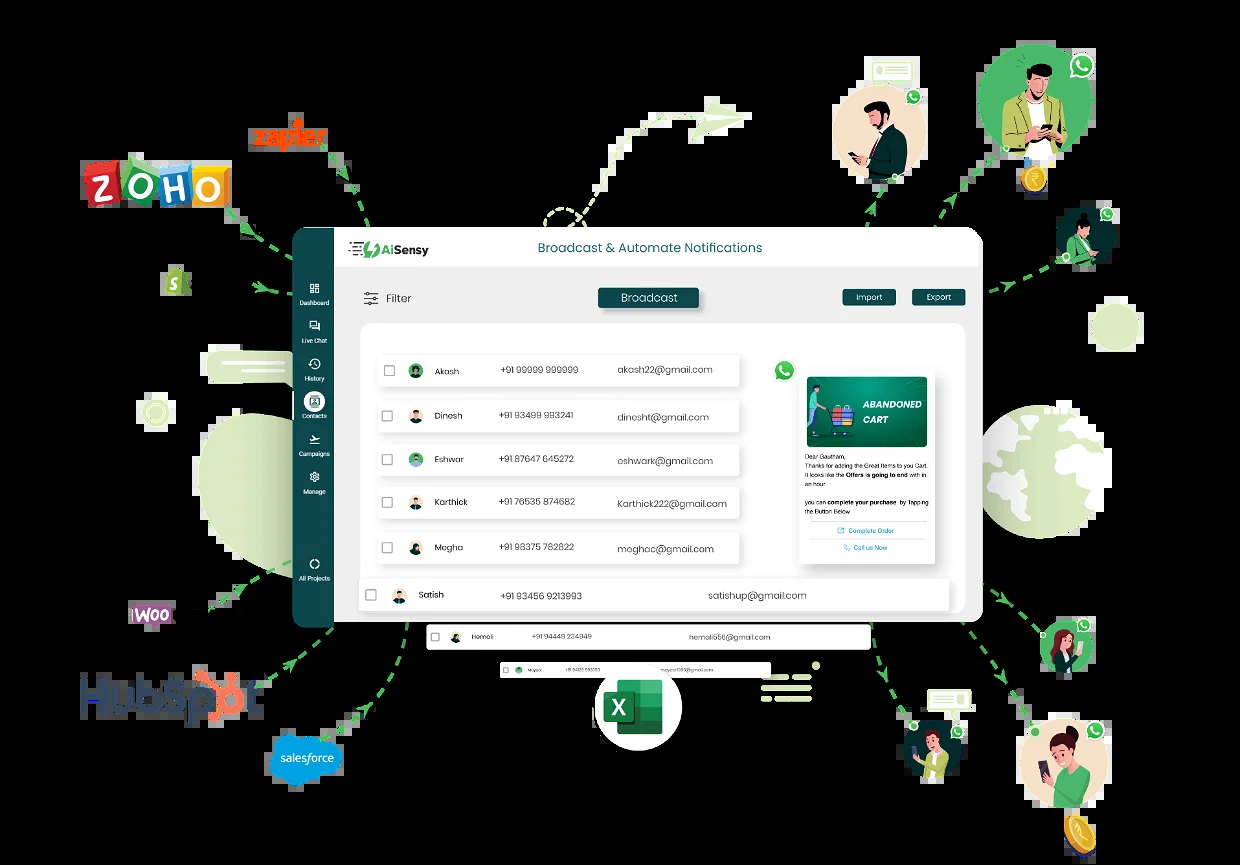 zapier
ZOHO
S
AiSensy
Broadcast & Automate Notifications
Filter
Broadcast
Import
Export
Dashboard
Live Chat
History
Contacts
Campaigns
Manage
All Projects
Akash +91 99999 999999 akash22@gmail.com
Dinesh +91 93499 993241 dinesht@gmail.com
Eshwar +91 87647 645272 eshwark@gmail.com
Karthick +91 76535 874682 Karthick222@gmail.com
Megha +91 98375 782822 meghac@gmail.com
Satish +91 93456 9213993 satishup@gmail.com
Hemali +91 94449 234949 hemali556@gmail.com
ABANDONED
CART
Dear Gautham,
Thanks for adding the Great Items to you Cart.
It looks like the Offers is going to end with in
an hour
you can complete your purchase by Tapping
the Button Below
Complete Order
Call us Now
WOO
HubSpot
salesforce
X